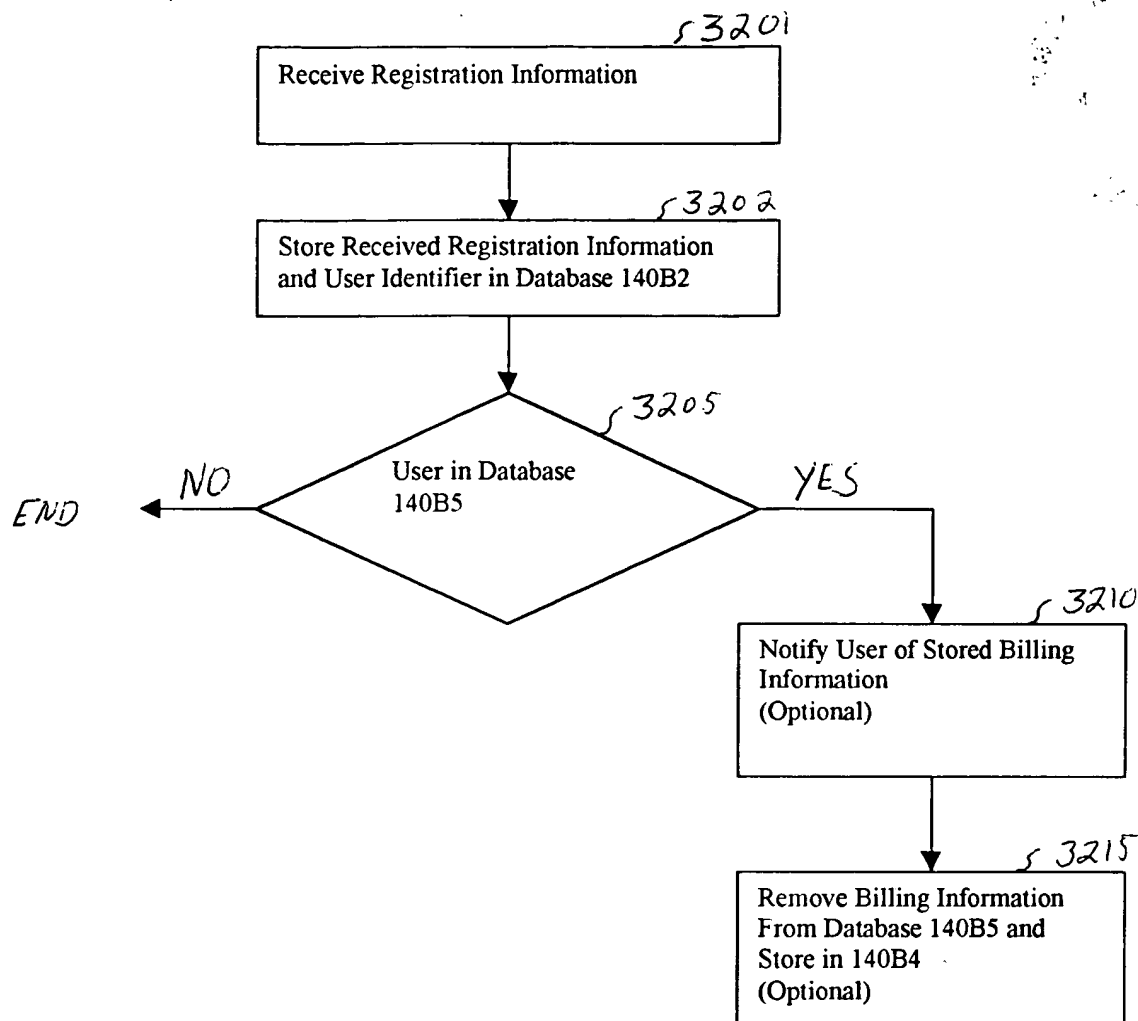 3201
Receive Registration Information
3202
Store Received Registration Information
and User Identifier in Database 140B2
3205
User in Database
140B5
NO
END
YES
3210
Notify User of Stored Billing
Information
(Optional)
3215
Remove Billing Information
From Database 140B5 and
Store in 140B4
(Optional)